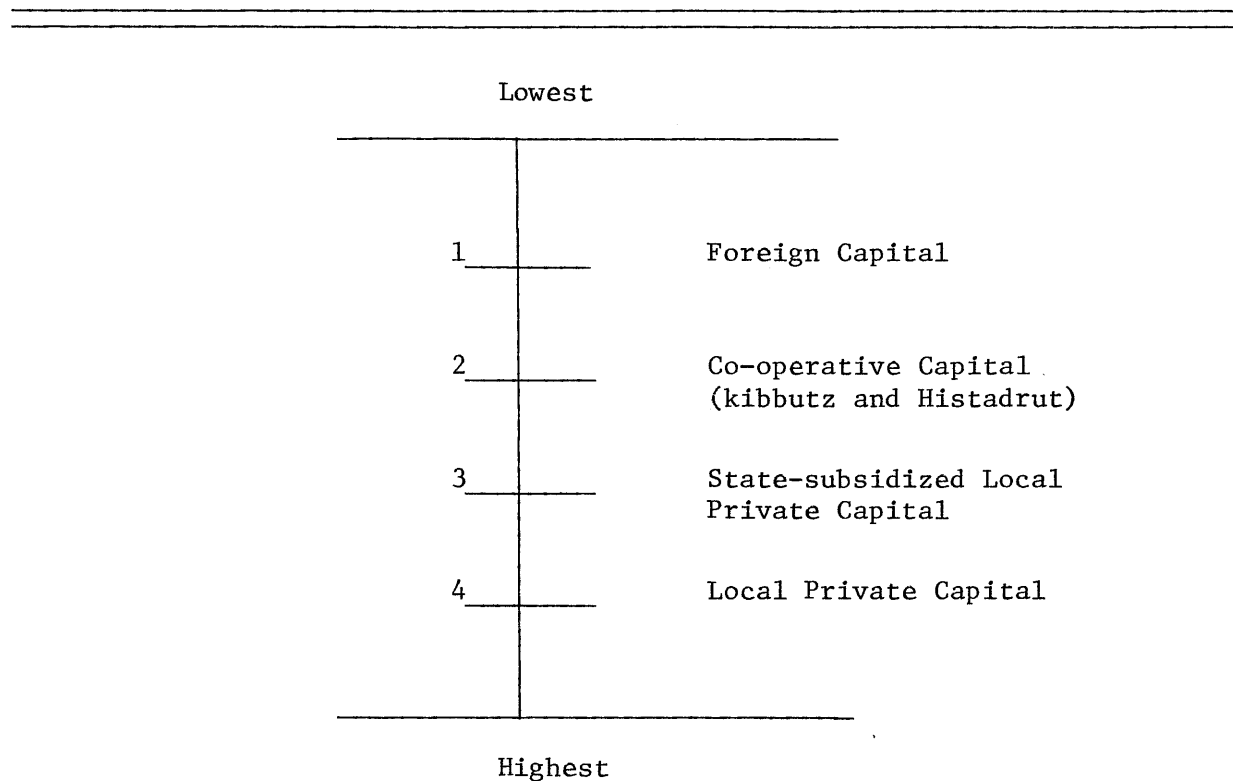 Lowest
1 Foreign Capital
2 Co-operative Capital
(kibbutz and Histadrut)
3 State-subsidized Local
Private Capital
4 Local Private Capital
Highest